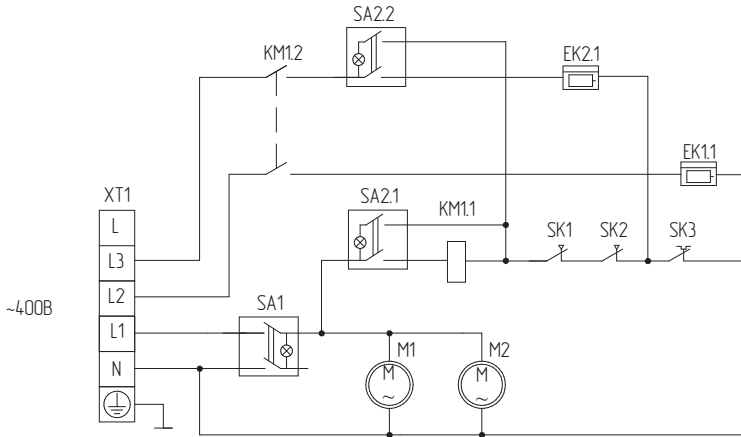 SA2.2
KM1.2
EK2.1
EK1.1
XT1
SA2.1
KM1.1
L
SK1 SK2 SK3
L3
L2
SA1
~400В
L1
M1 M2
N
M
~
M
~